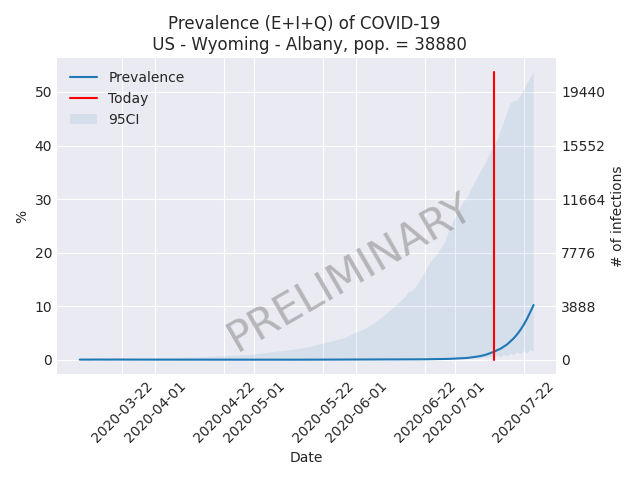 Prevalence (E+I+Q) of COVID-19
US - Wyoming - Albany, pop. = 38880
Prevalence
Today
95CI
50
40
30
20
10
0
%
19440
15552
11664
7776
3888
0
# of infections
PRELIMINARY
2020-03-22
2020-04-01
2020-04-22
2020-05-01
2020-05-22
2020-06-01
2020-06-22
2020-07-01
2020-07-22
Date